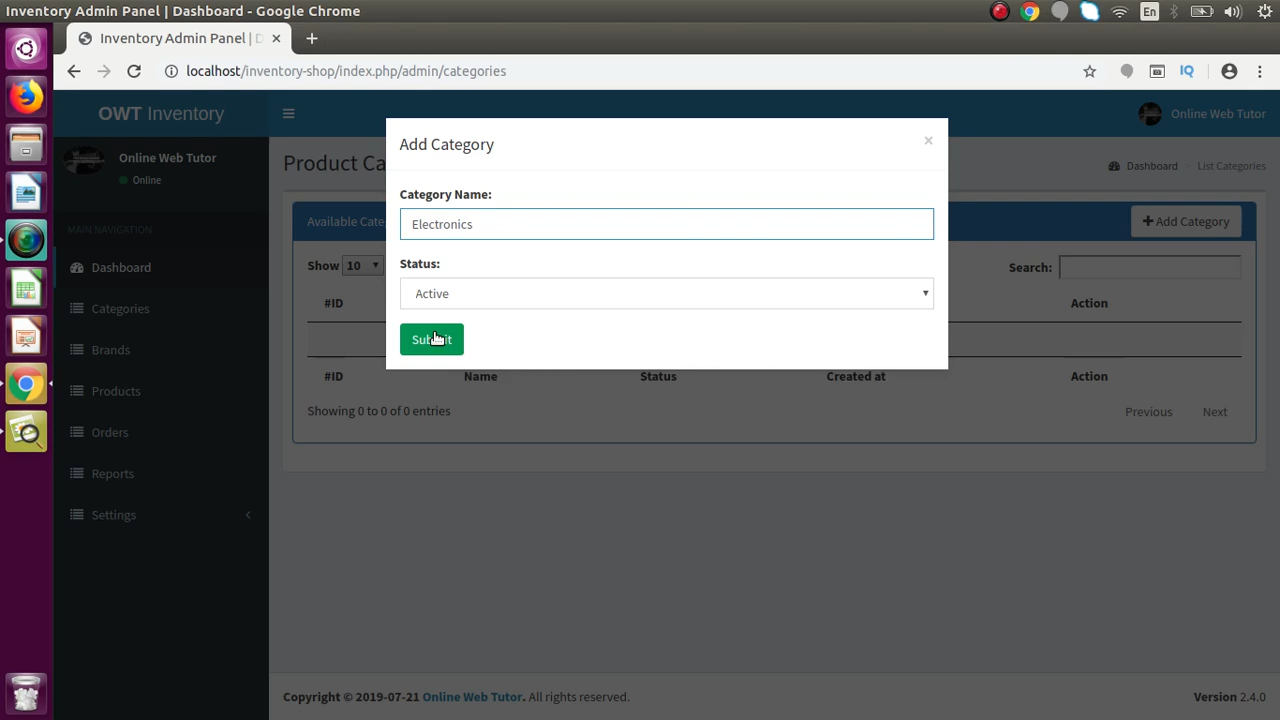 Inventory Admin Panel | Dashboard - Google Chrome
En
Inventory Admin Panel | D
localhost/inventory-shop/index.php/admin/categories
IQ
OWT Inventory
Online Web Tutor
Online Web Tutor
Online
MAIN NAVIGATION
Dashboard
Categories
Brands
Products
Orders
Reports
Settings
Product Ca
Dashboard
List Categories
Available Cate
Add Category
Show 10
Search:
#ID
Action
#ID Name Status Created at Action
Showing 0 to 0 of 0 entries
Previous Next
Add Category
×
Category Name:
Electronics
Status:
Active
Submit
Copyright © 2019-07-21 Online Web Tutor. All rights reserved.
Version 2.4.0